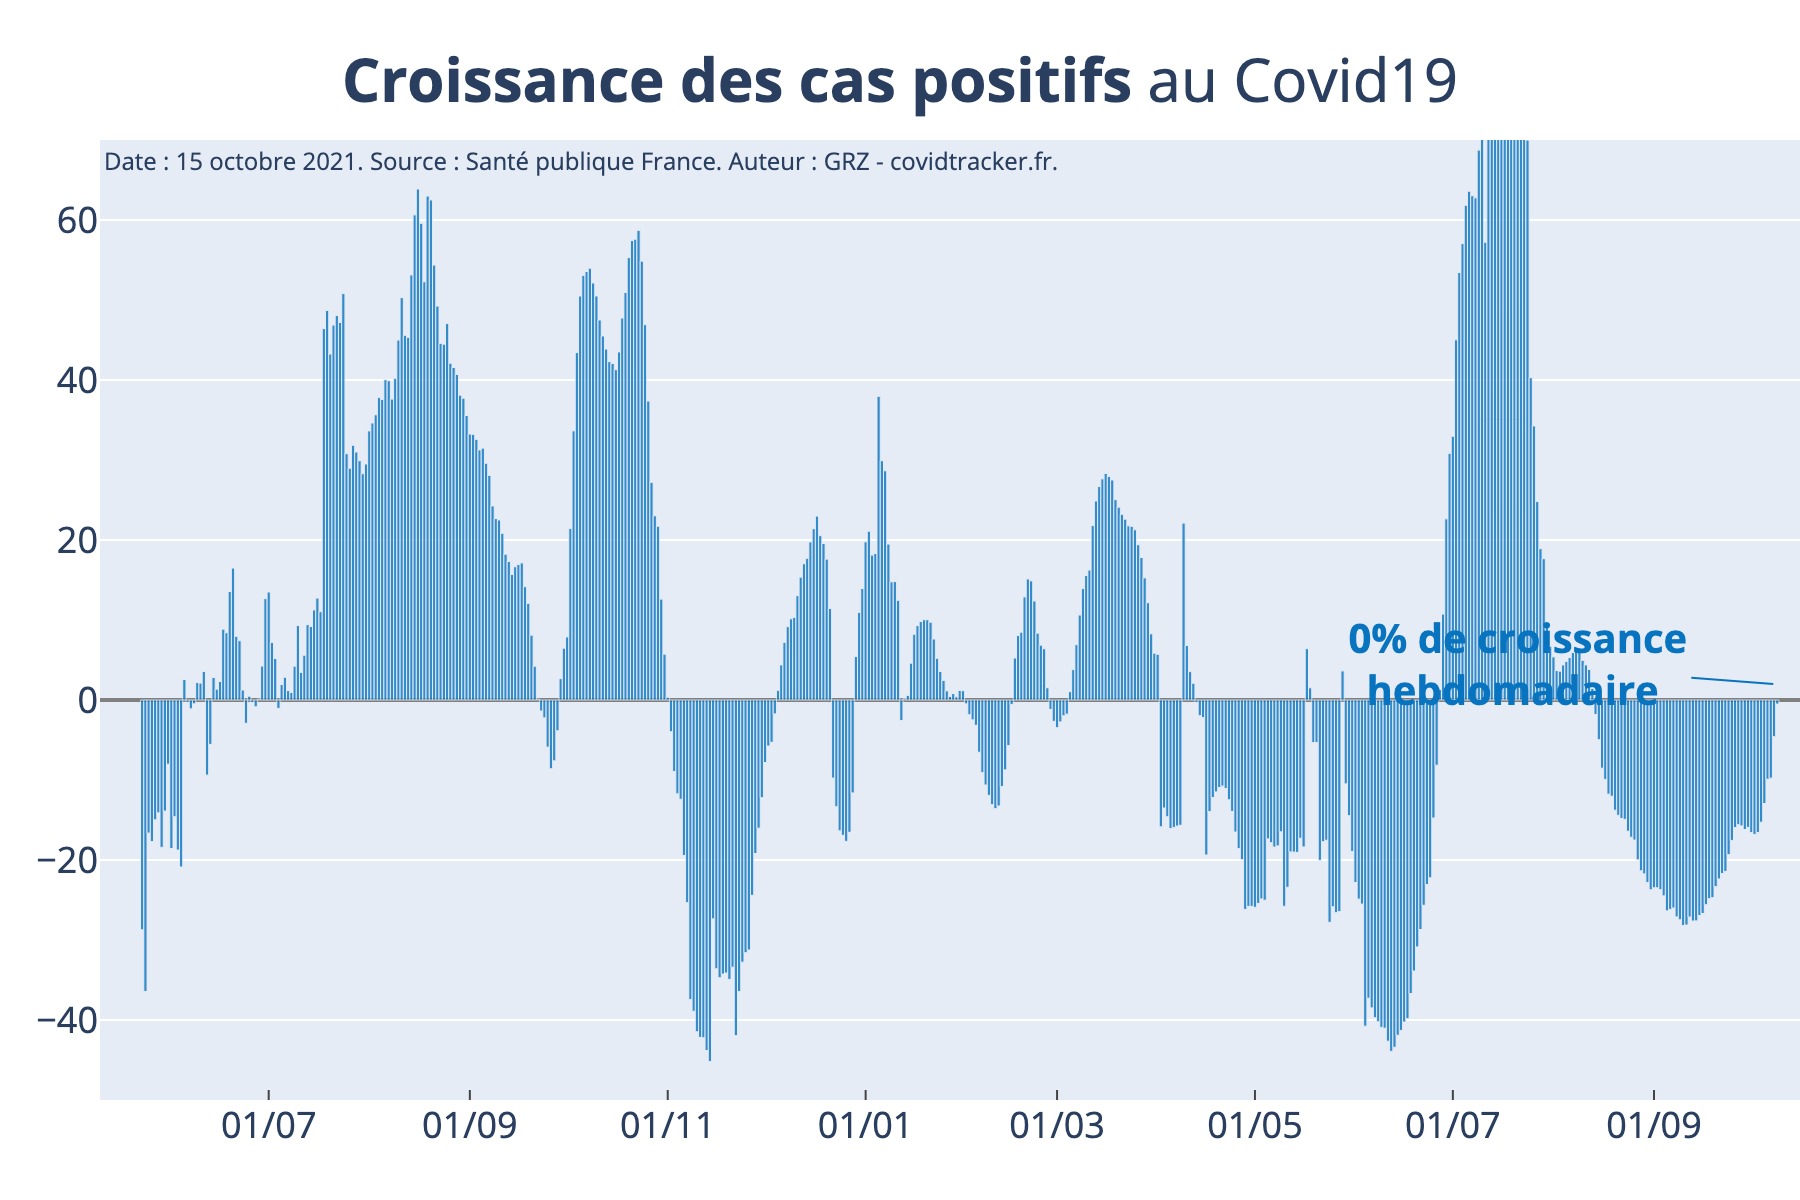 Croissance des cas positifs au Covid19
Date : 15 octobre 2021. Source : Santé publique France. Auteur : GRZ - covidtracker.fr.
60
40
20
0% de croissance
hebdomadaire
0
−20
−40
01/07 01/09 01/11 01/01 01/03 01/05 01/07 01/09